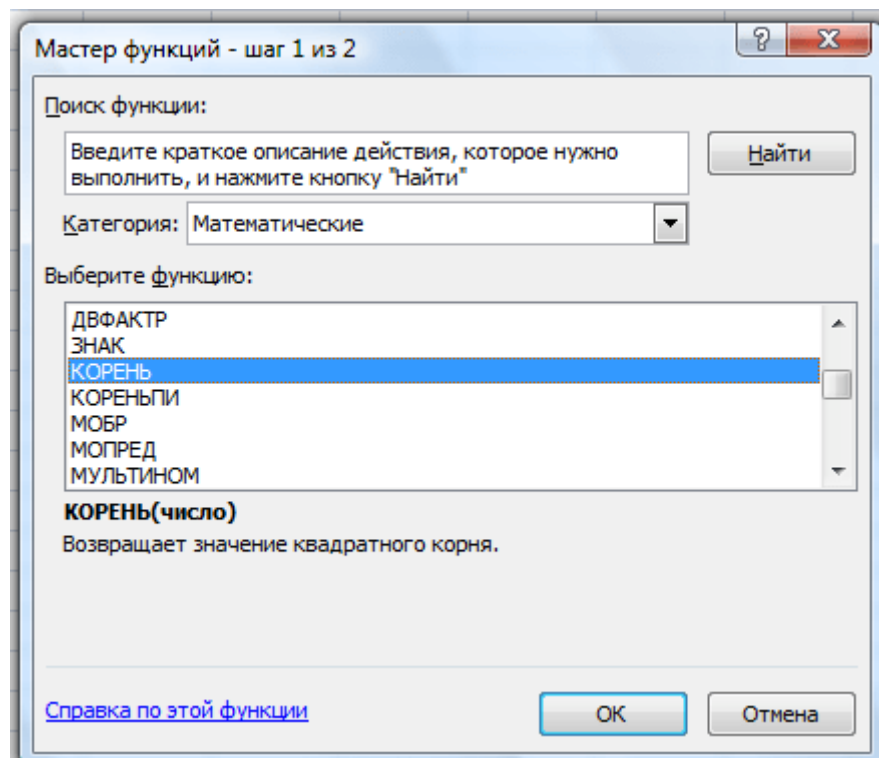 Мастер функций - шаг 1 из 2
Поиск функции:
Введите краткое описание действия, которое нужно
выполнить, и нажмите кнопку "Найти"
Найти
Категория: Математические
Выберите функцию:
ДВФАКТР
ЗНАК
КОРЕНЬ
КОРЕНЬПИ
МОБР
МОПРЕД
МУЛЬТИНОМ
КОРЕНЬ(число)
Возвращает значение квадратного корня.
Справка по этой функции
ОК
Отмена